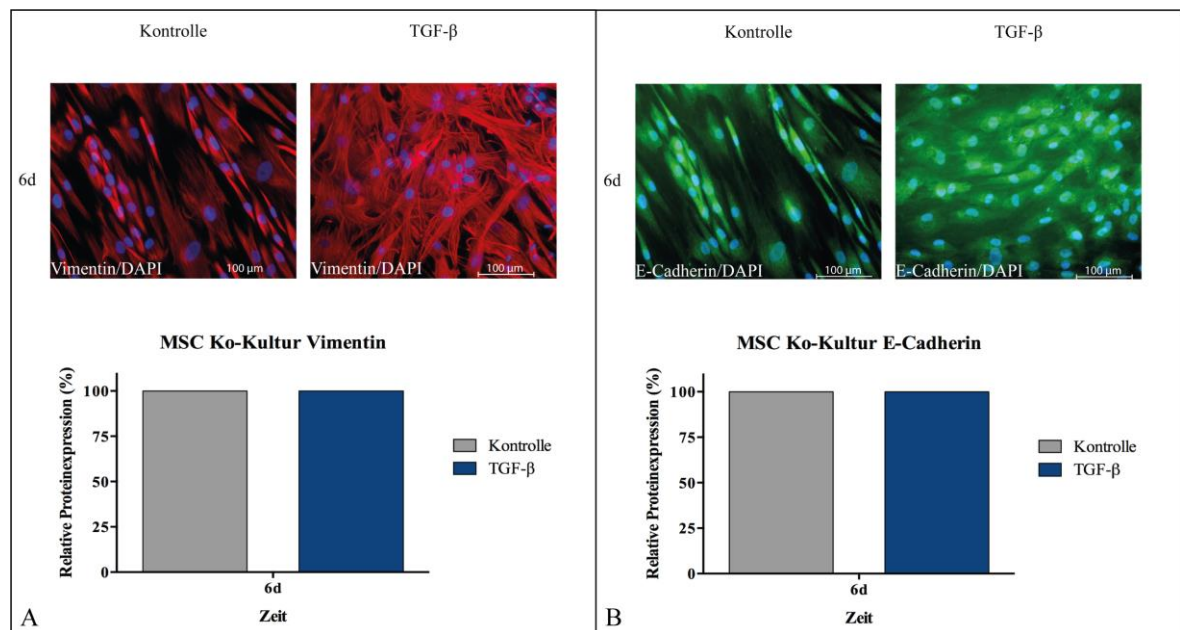 Kontrolle
TGF-β
6d
Vimentin/DAPI
100 µm
Vimentin/DAPI
100 µm
MSC Ko-Kultur Vimentin
Relative Proteinexpression (%)
100
75
50
25
0
6d
Zeit
Kontrolle
TGF-β
A
Kontrolle
TGF-β
6d
E-Cadherin/DAPI
100 µm
E-Cadherin/DAPI
100 µm
MSC Ko-Kultur E-Cadherin
Relative Proteinexpression (%)
100
75
50
25
0
6d
Zeit
Kontrolle
TGF-β
B